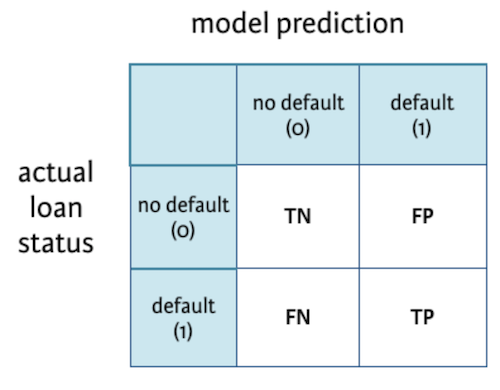 model prediction
no default
(0)
default
(1)
actual
loan
status
no default
(0)
TN
FP
default
(1)
FN
TP